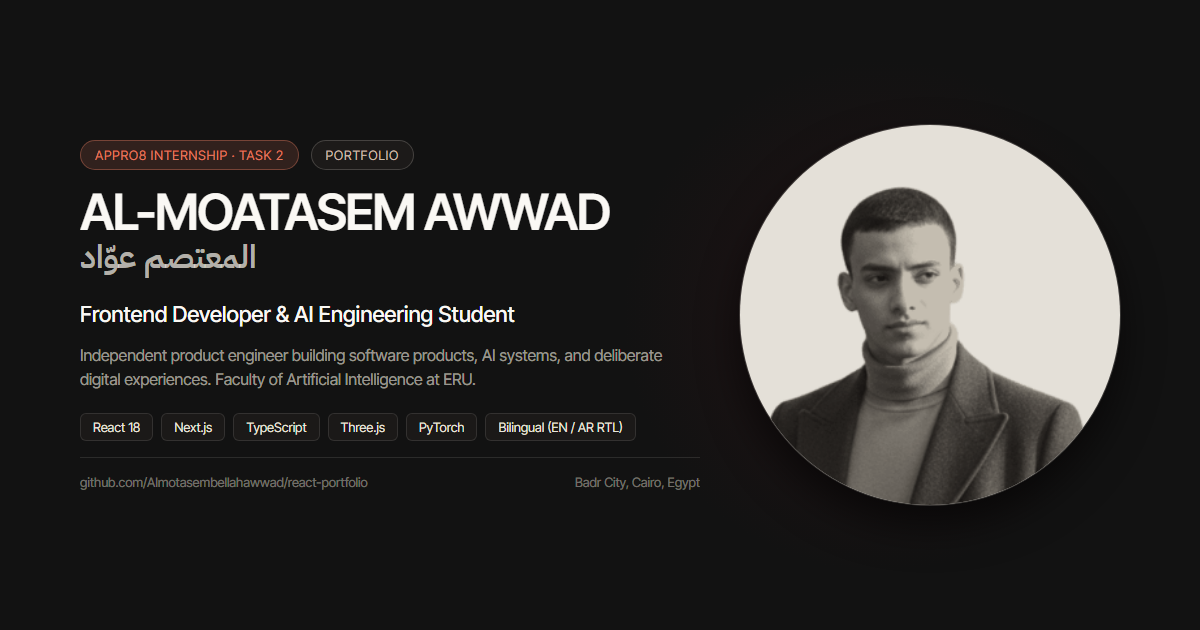 APPRO8 INTERNSHIP · TASK 2 PORTFOLIO
AL-MOATASEM AWWAD
المعتصم عوّاد
Frontend Developer & AI Engineering Student
Independent product engineer building software products, AI systems, and deliberate
digital experiences. Faculty of Artificial Intelligence at ERU.
React 18 Next.js TypeScript Three.js PyTorch Bilingual (EN / AR RTL)
github.com/Almotasembellahawwad/react-portfolio Badr City, Cairo, Egypt